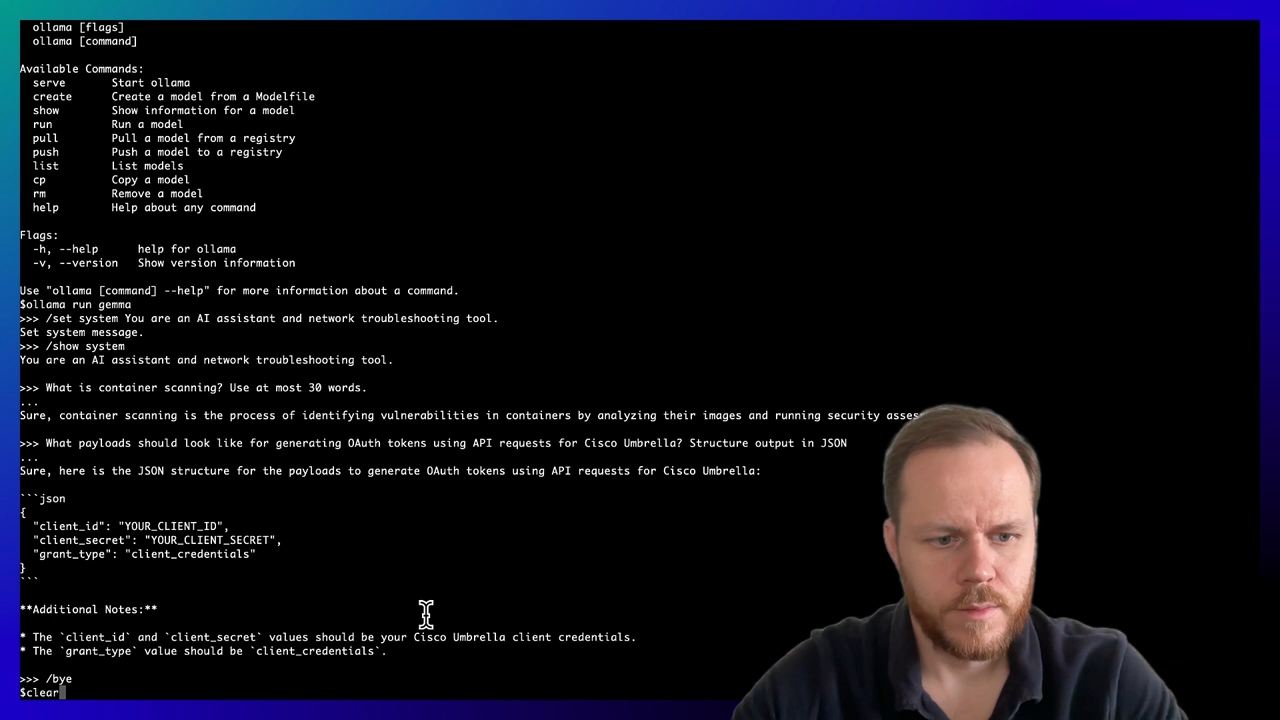 ollama [flags]
ollama [command]
Available Commands:
serve Start ollama
create Create a model from a Modelfile
show Show information for a model
run Run a model
pull Pull a model from a registry
push Push a model to a registry
list List models
cp Copy a model
rm Remove a model
help Help about any command
Flags:
-h, --help help for ollama
-v, --version Show version information
Use "ollama [command] --help" for more information about a command.
$ollama run gemma
>>> /set system You are an AI assistant and network troubleshooting tool.
Set system message.
>>> /show system
You are an AI assistant and network troubleshooting tool.
>>> What is container scanning? Use at most 30 words.
...
Sure, container scanning is the process of identifying vulnerabilities in containers by analyzing their images and running security asses
>>> What payloads should look like for generating OAuth tokens using API requests for Cisco Umbrella? Structure output in JSON
...
Sure, here is the JSON structure for the payloads to generate OAuth tokens using API requests for Cisco Umbrella:
```json
{
"client_id": "YOUR_CLIENT_ID",
"client_secret": "YOUR_CLIENT_SECRET",
"grant_type": "client_credentials"
}
```
**Additional Notes:**
* The `client_id` and `client_secret` values should be your Cisco Umbrella client credentials.
* The `grant_type` value should be `client_credentials`.
>>> /bye
$clear